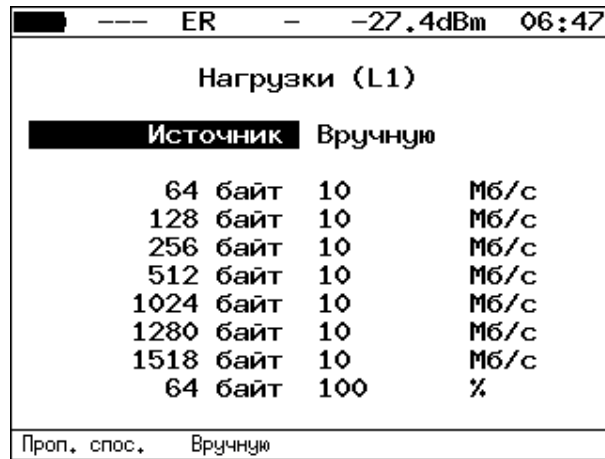 --- ER - -27.4dBm 06:47
Нагрузки (L1)
Источник Вручную
64 байт 10 Мб/с
128 байт 10 Мб/с
256 байт 10 Мб/с
512 байт 10 Мб/с
1024 байт 10 Мб/с
1280 байт 10 Мб/с
1518 байт 10 Мб/с
64 байт 100 %
Проп. спос. Вручную